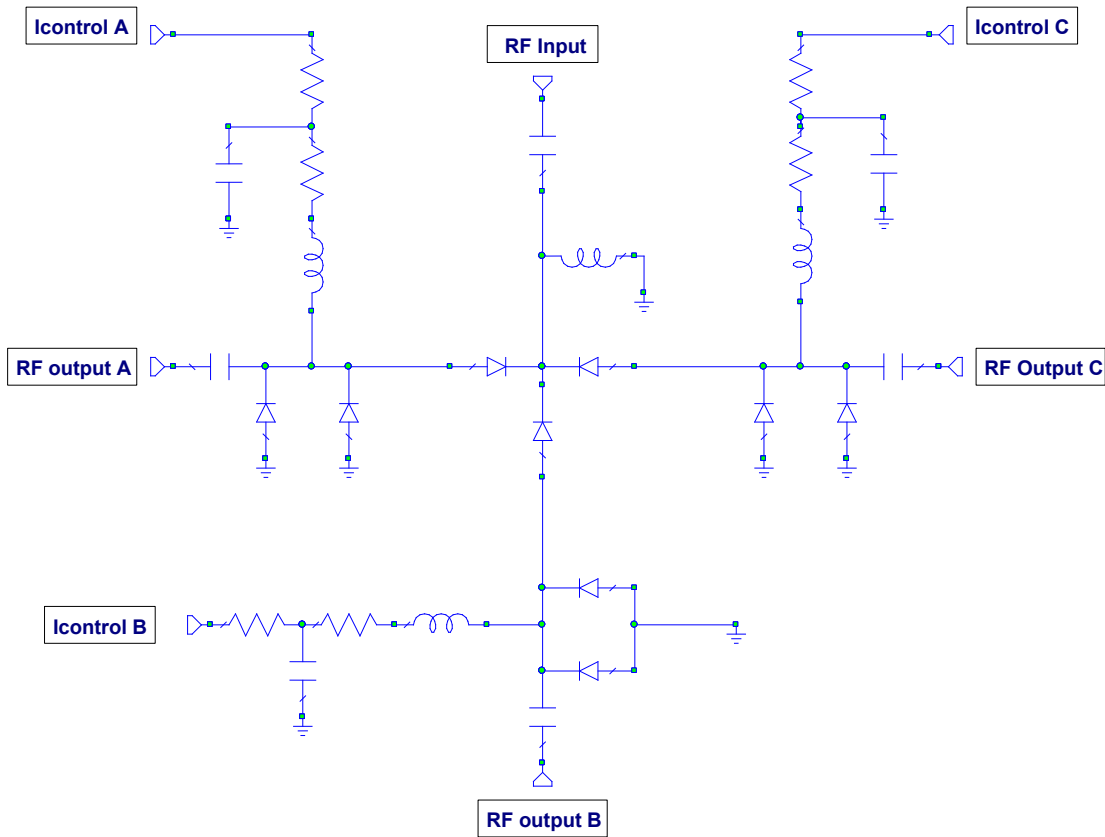 Icontrol A
Icontrol C
RF Input
RF output A
RF Output C
Icontrol B
RF output B